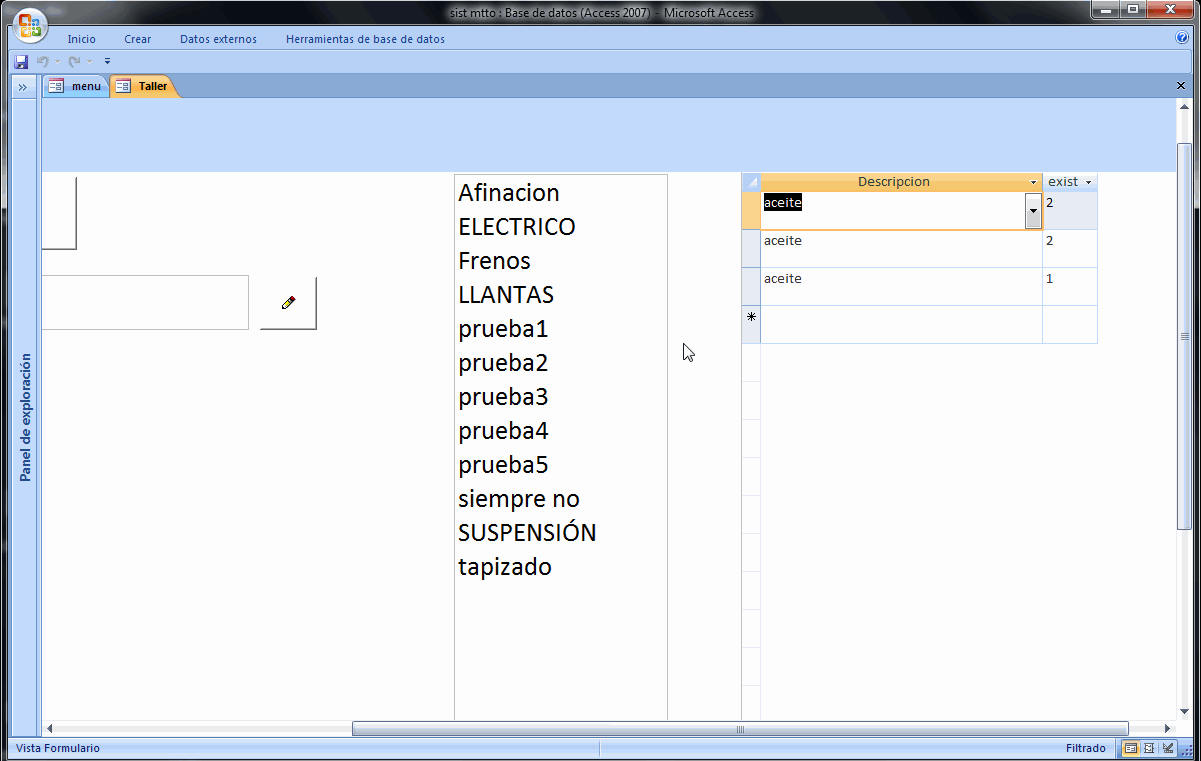 sist mtto : Base de datos (Access 2007) - Microsoft Access
Inicio Crear Datos externos Herramientas de base de datos
menu Taller
Panel de exploración
Afinacion
ELECTRICO
Frenos
LLANTAS
prueba1
prueba2
prueba3
prueba4
prueba5
siempre no
SUSPENSIÓN
tapizado
Descripcion exist
aceite 2
aceite 2
aceite 1
Vista Formulario Filtrado